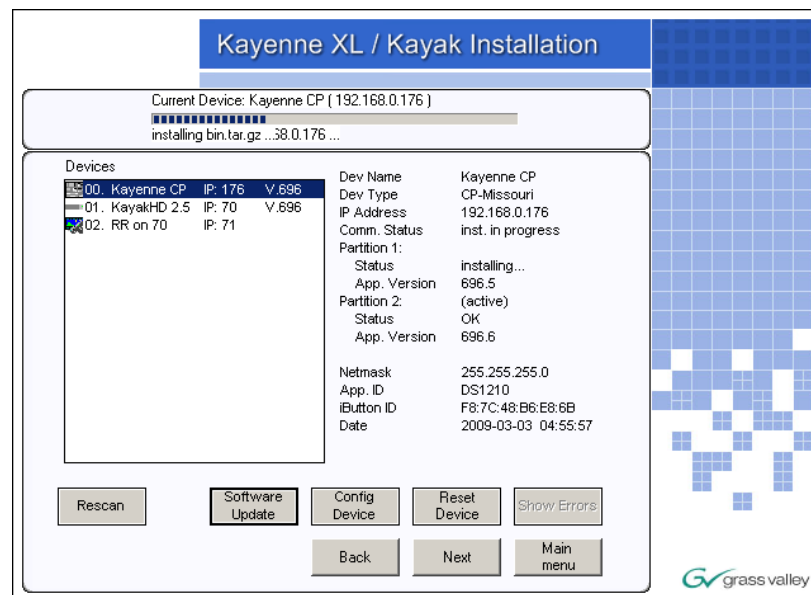 Kayenne XL / Kayak Installation
Current Device: Kayenne CP ( 192.168.0.176 )
installing bin.tar.gz ...68.0.176 ...
Devices
00. Kayenne CP IP: 176 V.696
01. KayakHD 2.5 IP: 70 V.696
02. RR on 70 IP: 71
Dev Name Kayenne CP
Dev Type CP-Missouri
IP Address 192.168.0.176
Comm. Status inst. in progress
Partition 1:
Status installing...
App. Version 696.5
Partition 2: (active)
Status OK
App. Version 696.6
Netmask 255.255.255.0
App. ID DS1210
iButton ID F8:7C:48:B6:E8:6B
Date 2009-03-03 04:55:57
Rescan
Software
Update
Config
Device
Reset
Device
Show Errors
Back
Next
Main
menu
grass valley